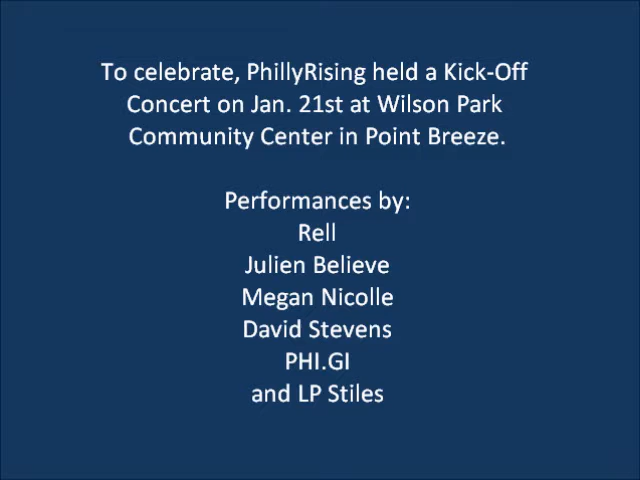 To celebrate, PhillyRising held a Kick-Off
Concert on Jan. 21st at Wilson Park
Community Center in Point Breeze.
Performances by:
Rell
Julien Believe
Megan Nicolle
David Stevens
PHI.GI
and LP Stiles